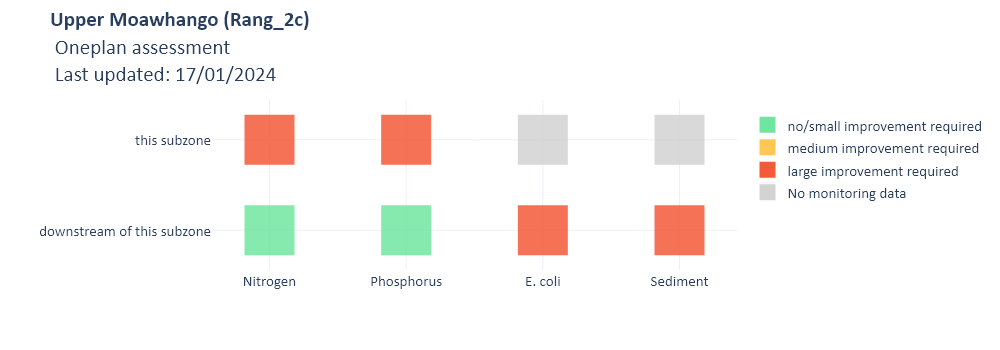 Upper Moawhango (Rang_2c)
Oneplan assessment
Last updated: 17/01/2024
this subzone
downstream of this subzone
Nitrogen
Phosphorus
E. coli
Sediment
no/small improvement required
medium improvement required
large improvement required
No monitoring data